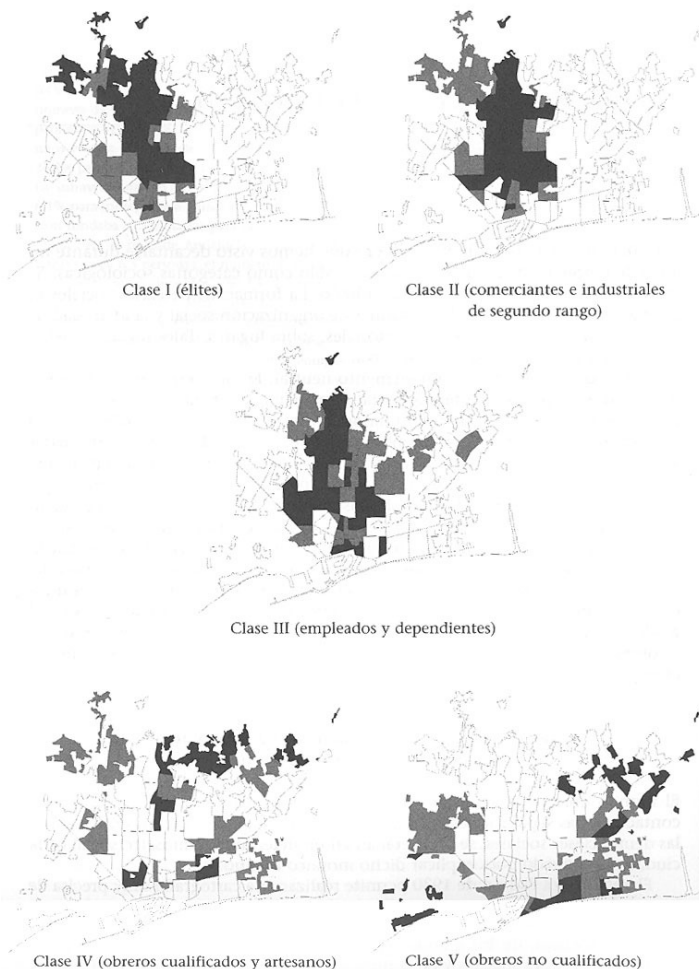 Clase I (élites)
Clase II (comerciantes e industriales
de segundo rango)
Clase III (empleados y dependientes)
Clase IV (obreros cualificados y artesanos)
Clase V (obreros no cualificados)